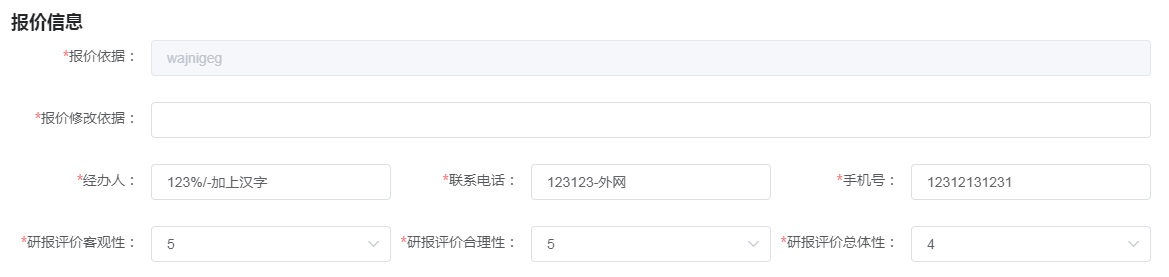 报价信息
*报价依据： wajnigeg
*报价修改依据：
*经办人： 123%/-加上汉字 *联系电话： 123123-外网 *手机号： 12312131231
*研报评价客观性： 5 *研报评价合理性： 5 *研报评价总体性： 4